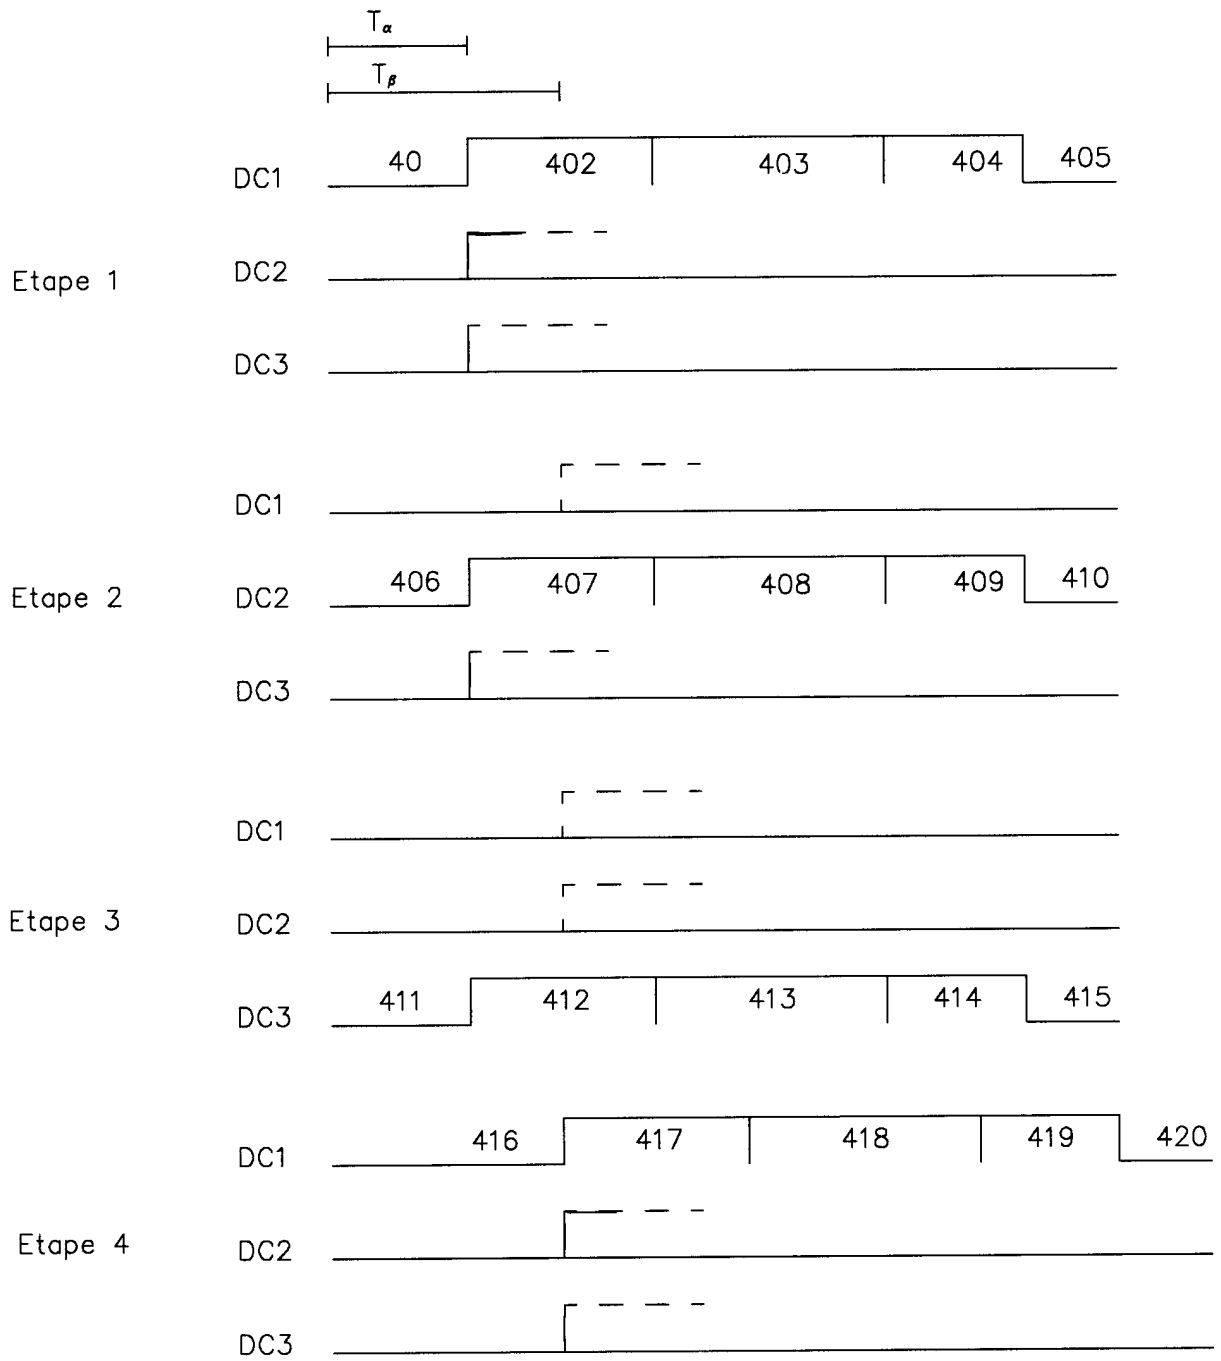 Tα
Tβ
DC1 40 402 403 404 405
Etape 1 DC2
DC3
DC1
Etape 2 DC2 406 407 408 409 410
DC3
DC1
Etape 3 DC2
DC3 411 412 413 414 415
DC1 416 417 418 419 420
Etape 4 DC2
DC3